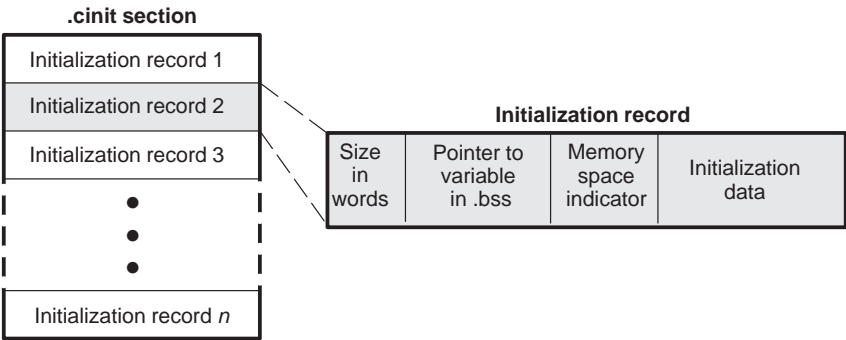 .cinit section
Initialization record 1
Initialization record 2
Initialization record 3
Initialization record n
Initialization record
Size
in
words
Pointer to
variable
in .bss
Memory
space
indicator
Initialization
data